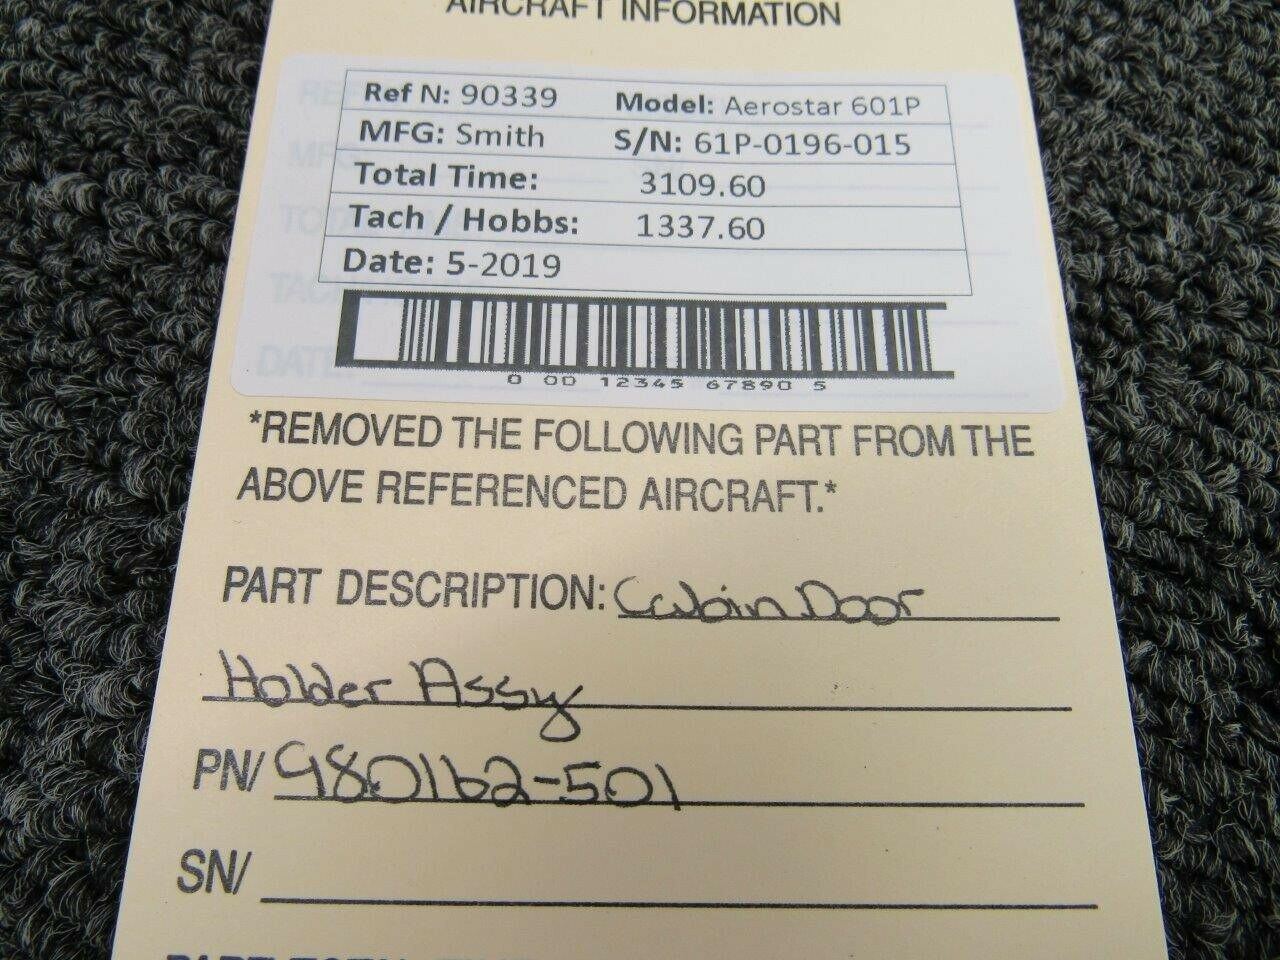 AIRCRAFT INFORMATION
Ref N: 90339 Model: Aerostar 601P
MFG: Smith S/N: 61P-0196-015
Total Time: 3109.60
Tach / Hobbs: 1337.60
Date: 5-2019
0 00 12345 67890 5
*REMOVED THE FOLLOWING PART FROM THE
ABOVE REFERENCED AIRCRAFT.*
PART DESCRIPTION: Cabin Door
Holder Assy
PN/ 980162-501
SN/